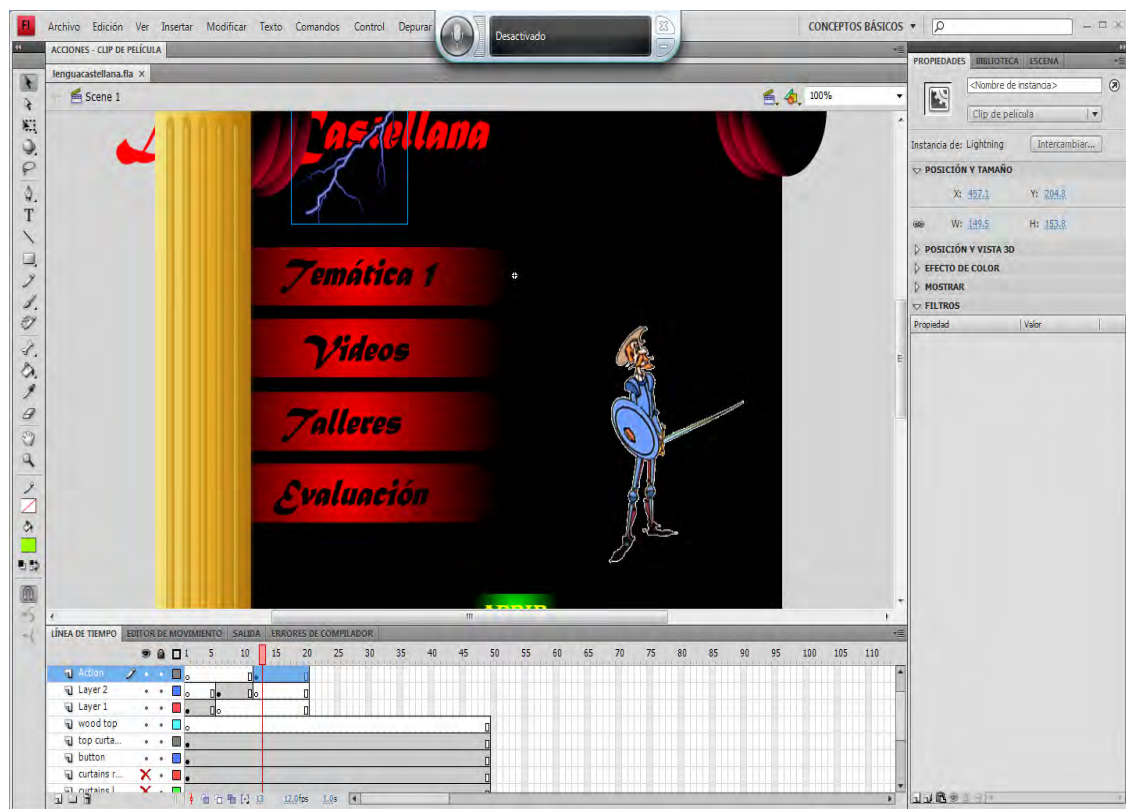 FL Archivo Edición Ver Insertar Modificar Texto Comandos Control Depurar
Desactivado
CONCEPTOS BÁSICOS
ACCIONES - CLIP DE PELÍCULA
lenguacastellana.fla
Scene 1
100%
Castellana
Temática 1
Videos
Talleres
Evaluación
PROPIEDADES BIBLIOTECA ESCENA
<Nombre de instancia>
Clip de película
Instancia de: Lightning
Intercambiar...
POSICIÓN Y TAMAÑO
X: 457,1 Y: 204,8
W: 149,5 H: 153,8
POSICIÓN Y VISTA 3D
EFECTO DE COLOR
MOSTRAR
FILTROS
Propiedad Valor
LÍNEA DE TIEMPO EDITOR DE MOVIMIENTO SALIDA ERRORES DE COMPILADOR
1 5 10 15 20 25 30 35 40 45 50 55 60 65 70 75 80 85 90 95 100 105 110
Action
Layer 2
Layer 1
wood top
top curta...
button
curtains r...
curtains l
13 12.0fps 1.0s